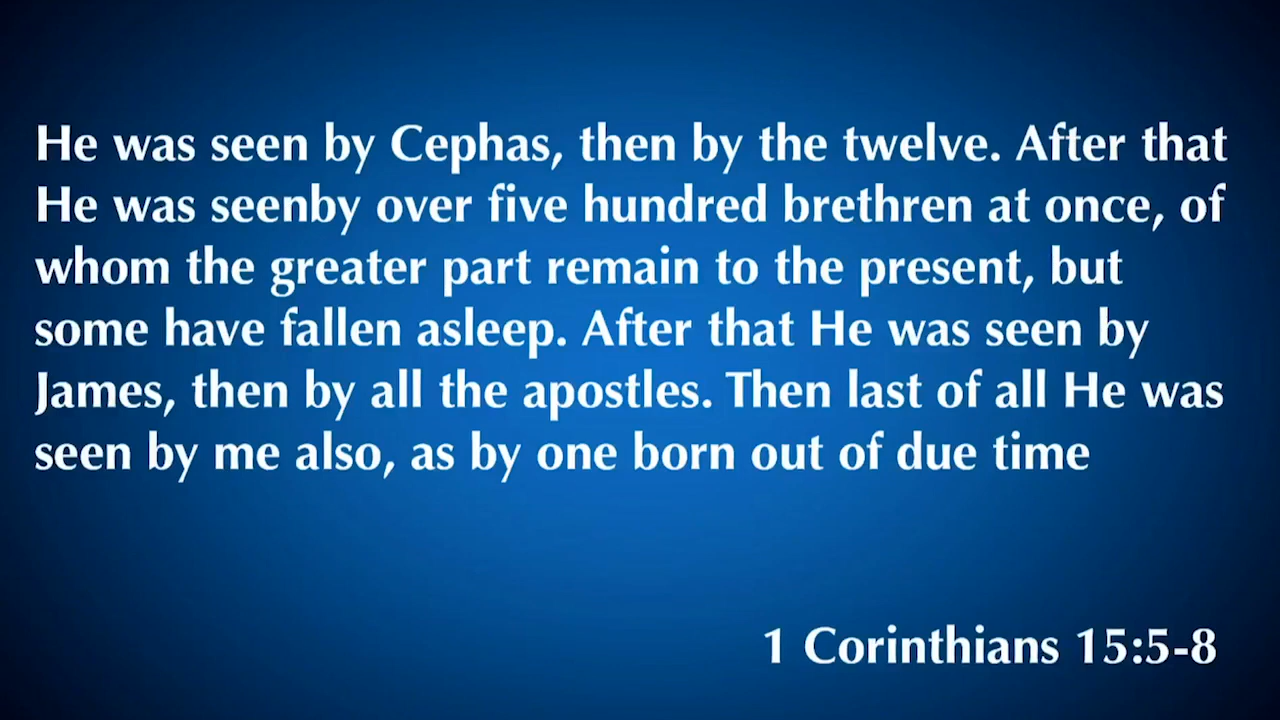 He was seen by Cephas, then by the twelve. After that
He was seenby over five hundred brethren at once, of
whom the greater part remain to the present, but
some have fallen asleep. After that He was seen by
James, then by all the apostles. Then last of all He was
seen by me also, as by one born out of due time
1 Corinthians 15:5-8